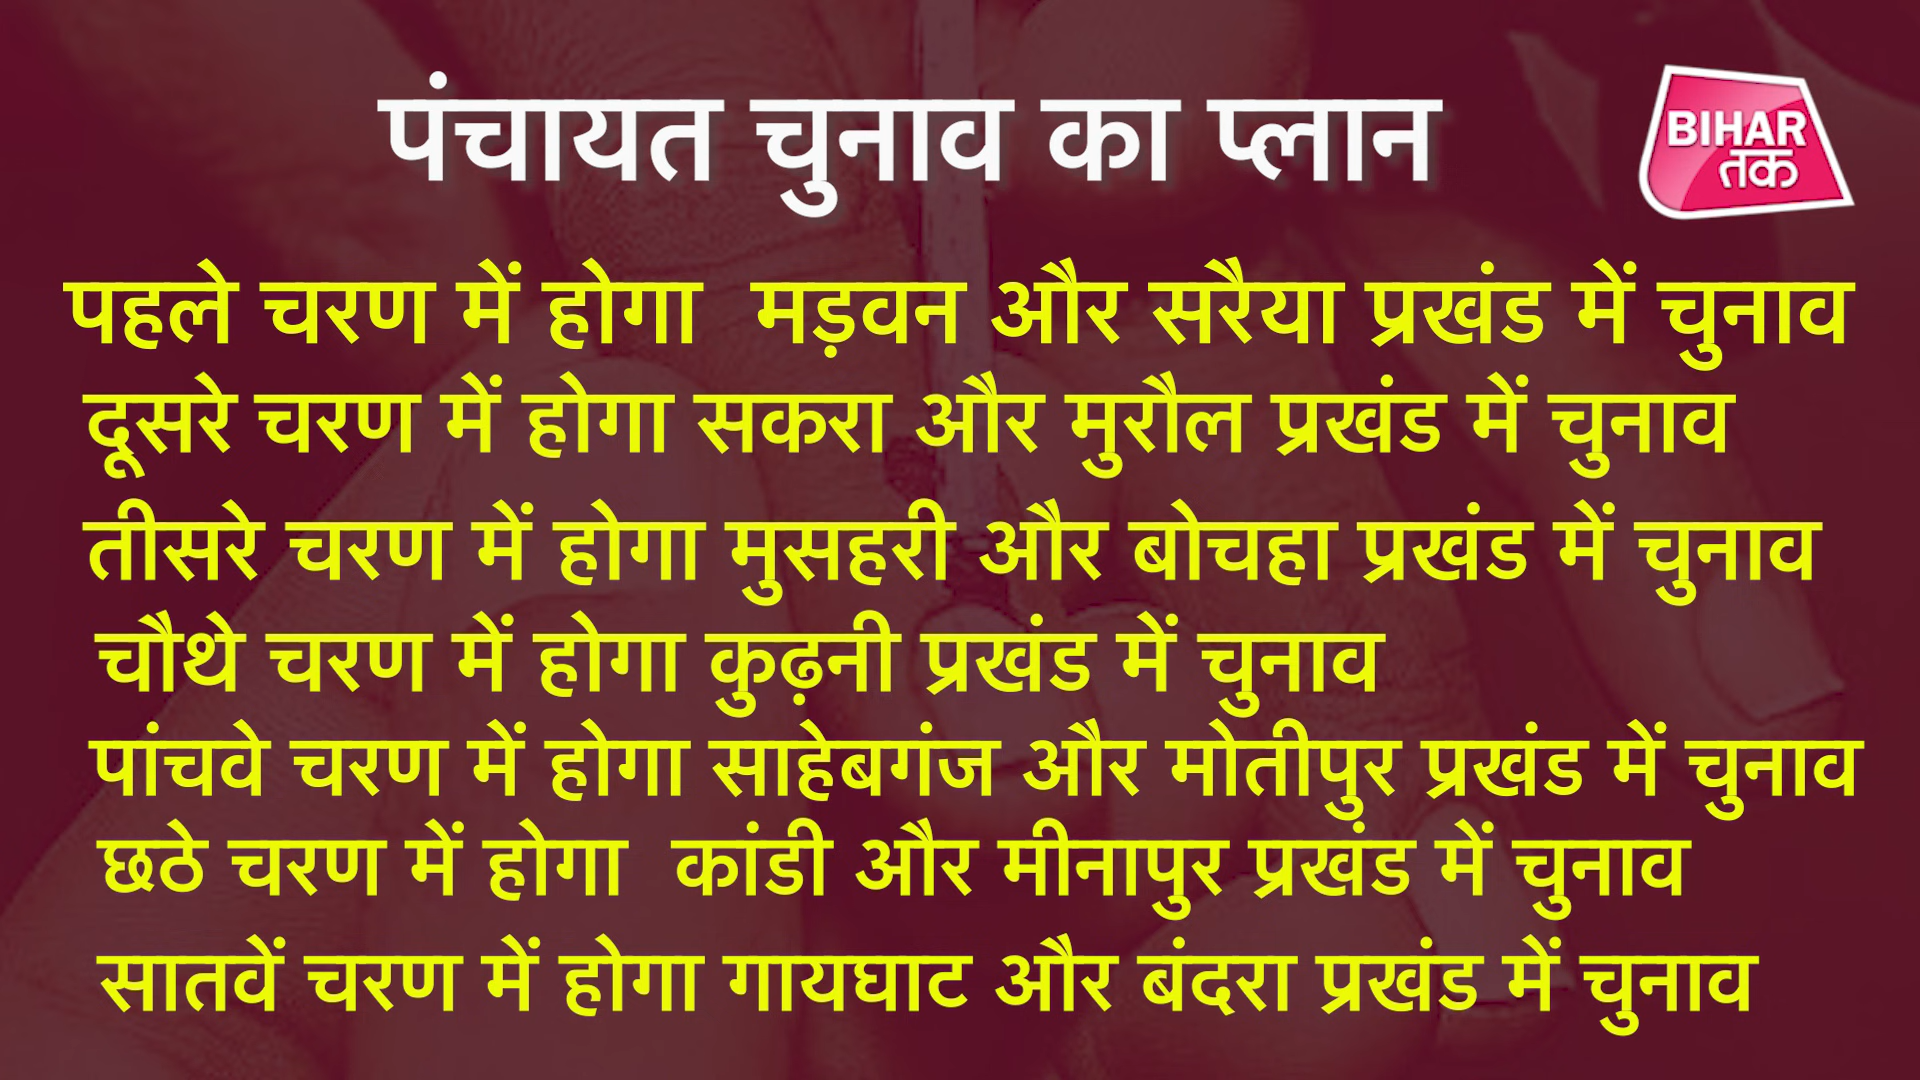 पंचायत चुनाव का प्लान
BIHAR
तक
पहले चरण में होगा मड़वन और सरैया प्रखंड में चुनाव
दूसरे चरण में होगा सकरा और मुरौल प्रखंड में चुनाव
तीसरे चरण में होगा मुसहरी और बोचहा प्रखंड में चुनाव
चौथे चरण में होगा कुढ़नी प्रखंड में चुनाव
पांचवे चरण में होगा साहेबगंज और मोतीपुर प्रखंड में चुनाव
छठे चरण में होगा कांडी और मीनापुर प्रखंड में चुनाव
सातवें चरण में होगा गायघाट और बंदरा प्रखंड में चुनाव